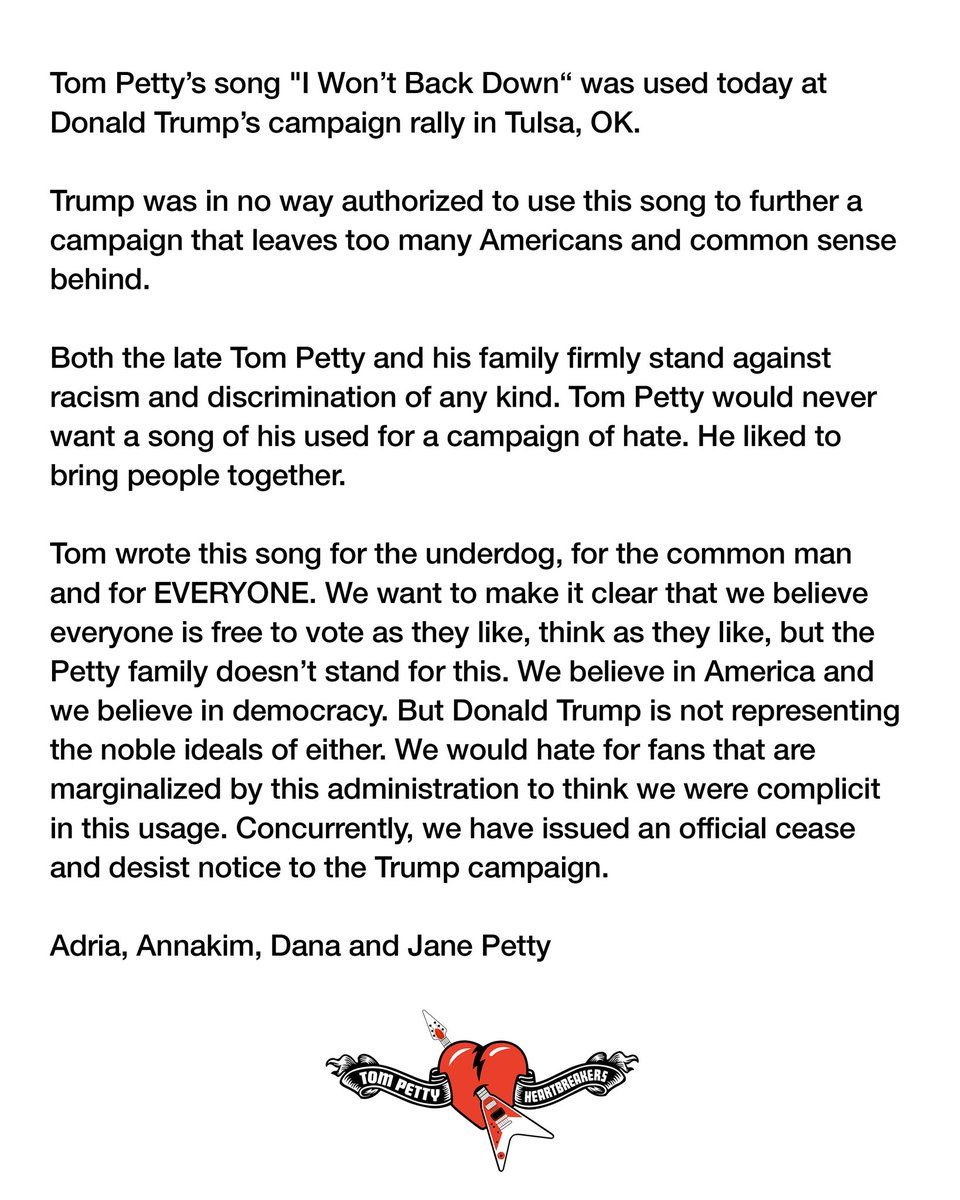 Tom Petty’s song "I Won’t Back Down“ was used today at
Donald Trump’s campaign rally in Tulsa, OK.
Trump was in no way authorized to use this song to further a
campaign that leaves too many Americans and common sense
behind.
Both the late Tom Petty and his family firmly stand against
racism and discrimination of any kind. Tom Petty would never
want a song of his used for a campaign of hate. He liked to
bring people together.
Tom wrote this song for the underdog, for the common man
and for EVERYONE. We want to make it clear that we believe
everyone is free to vote as they like, think as they like, but the
Petty family doesn’t stand for this. We believe in America and
we believe in democracy. But Donald Trump is not representing
the noble ideals of either. We would hate for fans that are
marginalized by this administration to think we were complicit
in this usage. Concurrently, we have issued an official cease
and desist notice to the Trump campaign.
Adria, Annakim, Dana and Jane Petty
TOM PETTY HEARTBREAKERS